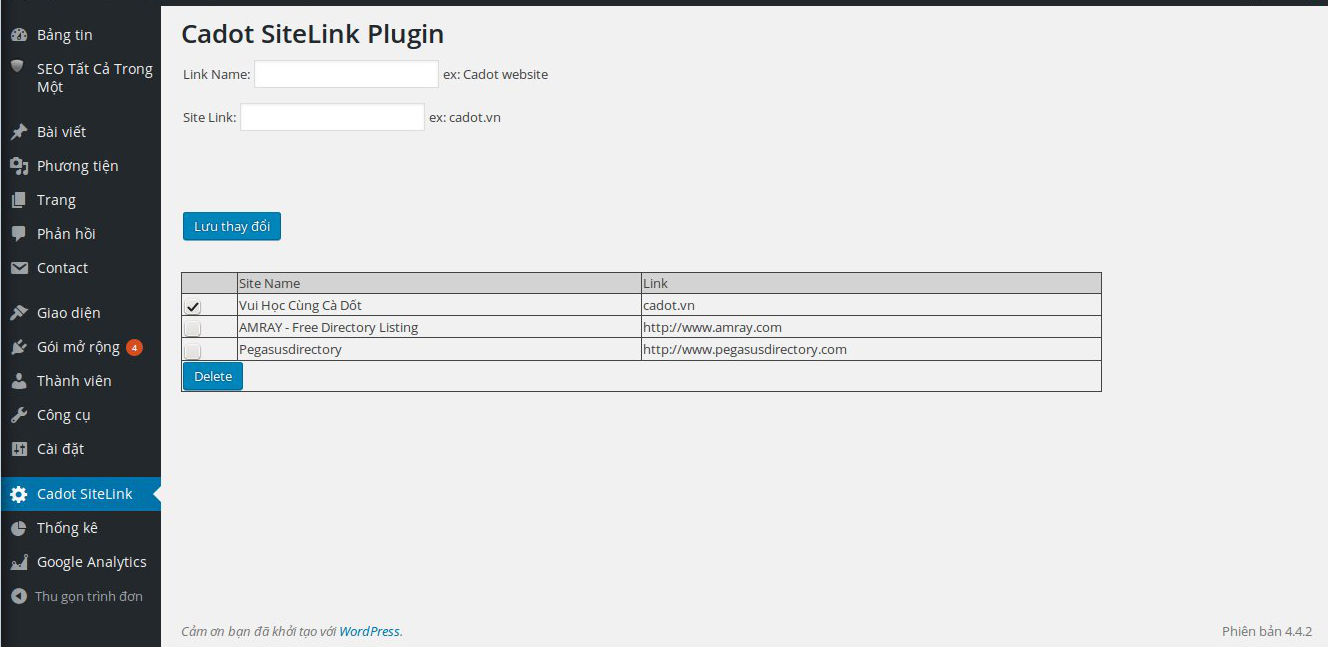 Bảng tin
SEO Tất Cả Trong
Một
Bài viết
Phương tiện
Trang
Phản hồi
Contact
Giao diện
Gói mở rộng 4
Thành viên
Công cụ
Cài đặt
Cadot SiteLink
Thống kê
Google Analytics
Thu gọn trình đơn
Cadot SiteLink Plugin
Link Name: ex: Cadot website
Site Link: ex: cadot.vn
Lưu thay đổi
Site Name Link
Vui Học Cùng Cà Dốt cadot.vn
AMRAY - Free Directory Listing http://www.amray.com
Pegasusdirectory http://www.pegasusdirectory.com
Delete
Cảm ơn bạn đã khởi tạo với WordPress.
Phiên bản 4.4.2